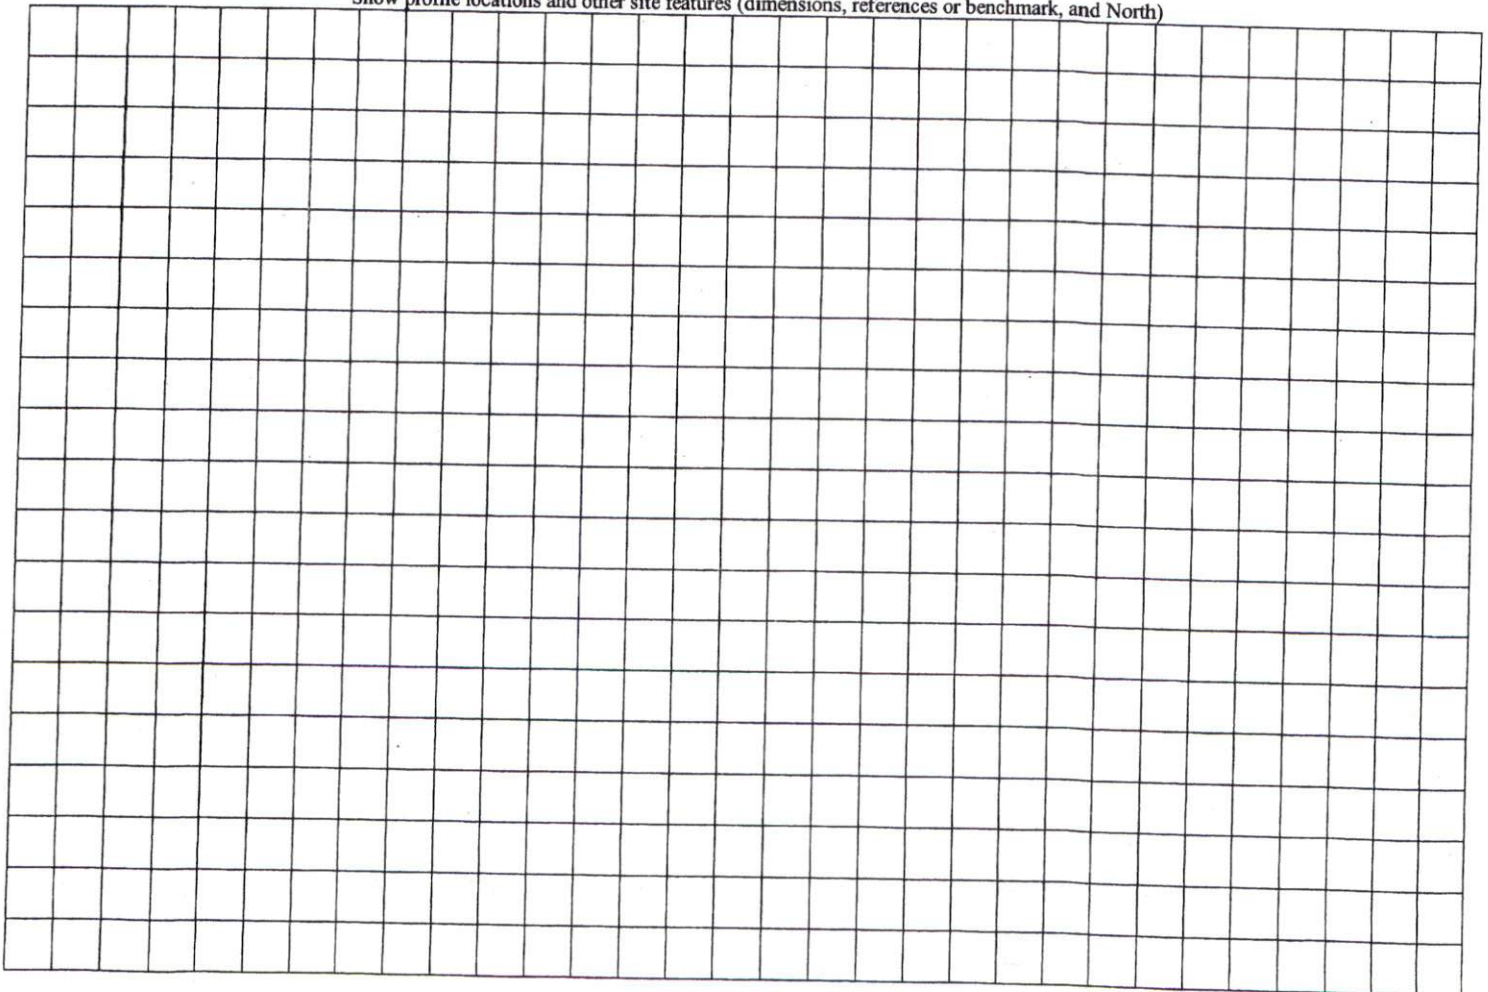 Show profile locations and other site features (dimensions, references or benchmark, and North)